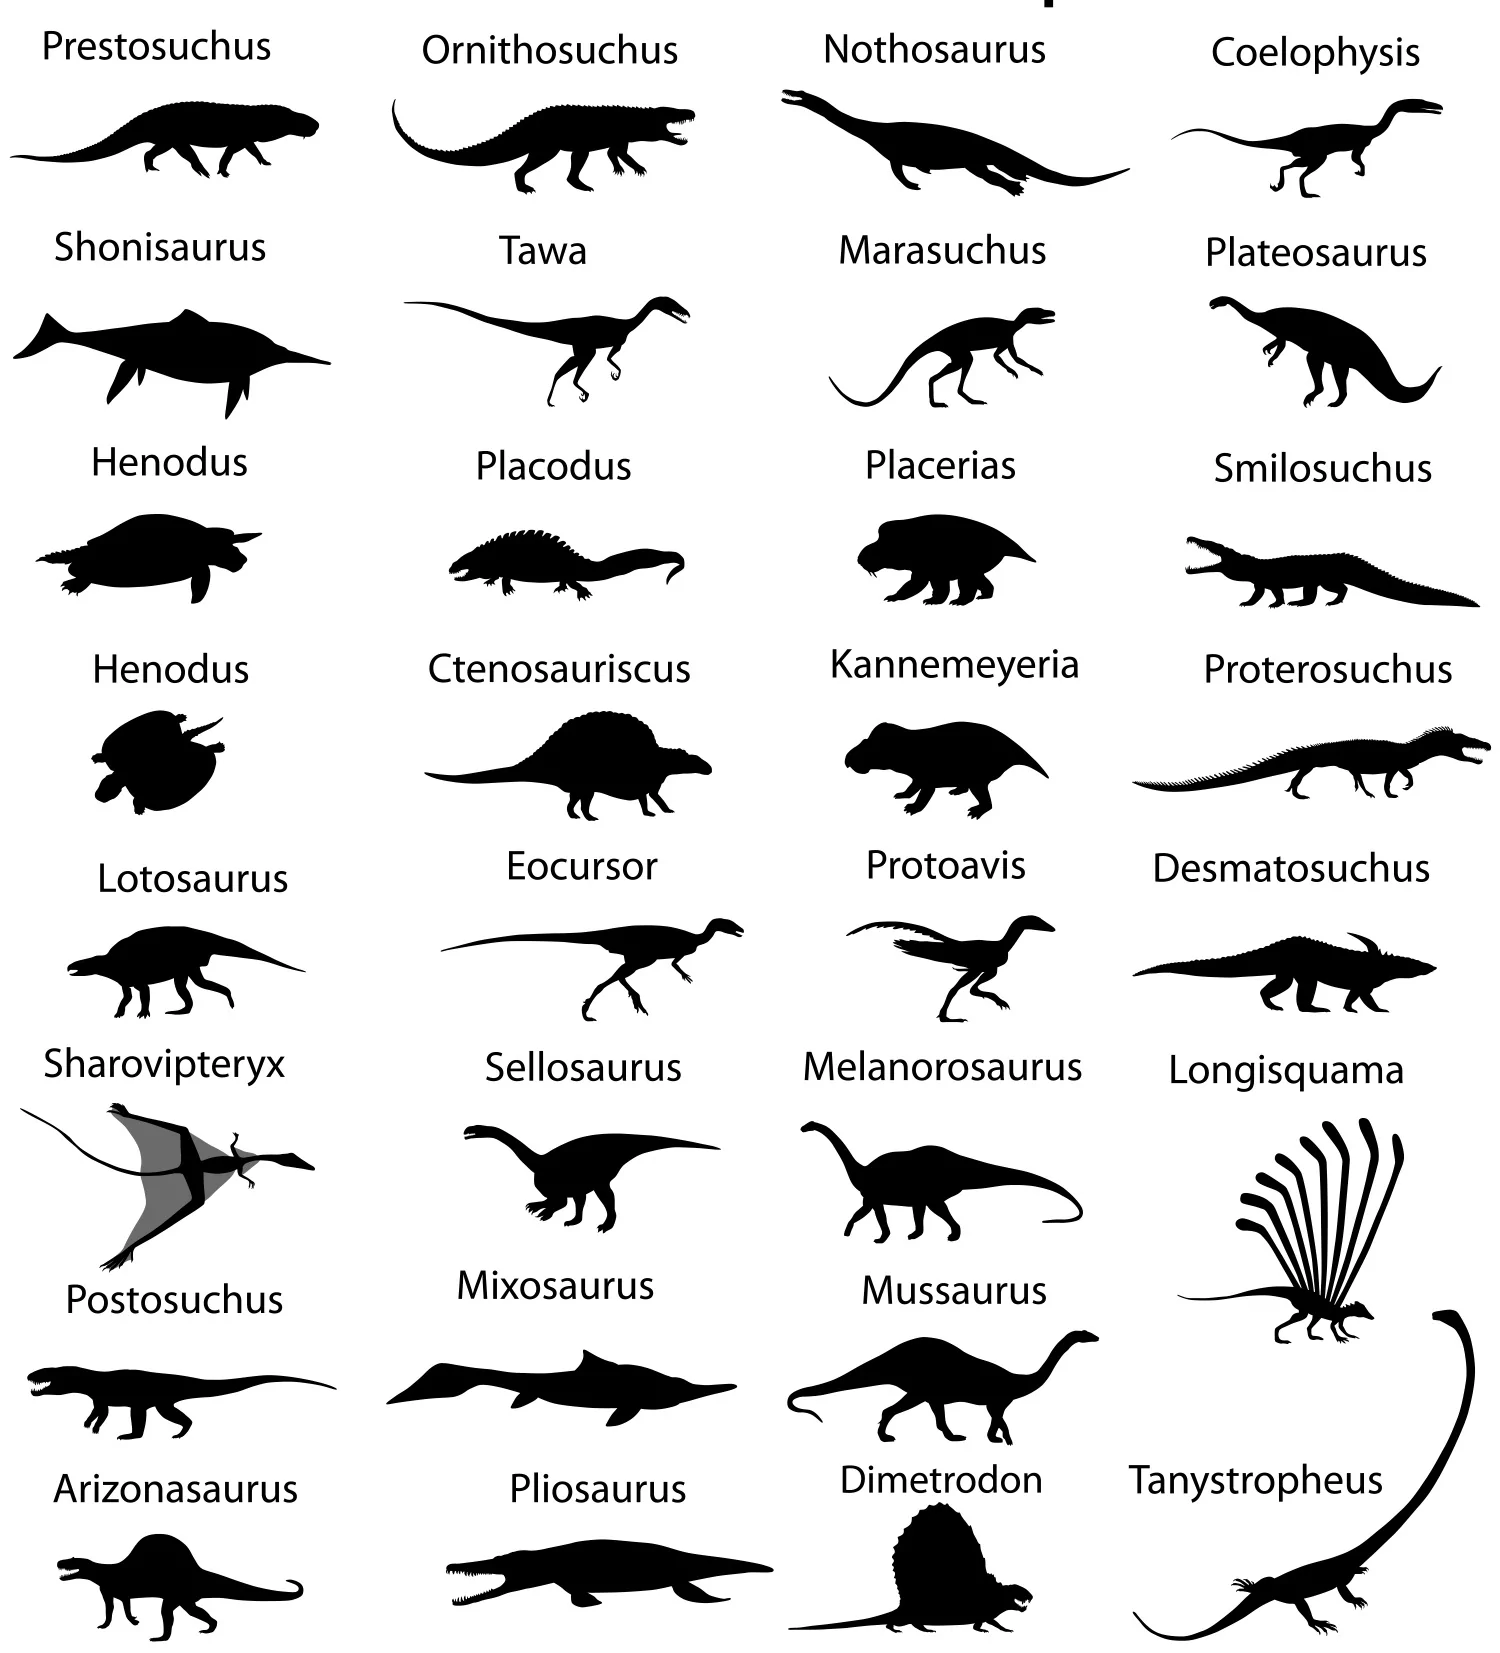 Prestosuchus
Ornithosuchus
Nothosaurus
Coelophysis
Shonisaurus
Tawa
Marasuchus
Plateosaurus
Henodus
Placodus
Placerias
Smilosuchus
Henodus
Ctenosauriscus
Kannemeyeria
Proterosuchus
Lotosaurus
Eocursor
Protoavis
Desmatosuchus
Sharovipteryx
Sellosaurus
Melanorosaurus
Longisquama
Postosuchus
Mixosaurus
Mussaurus
Arizonasaurus
Pliosaurus
Dimetrodon
Tanystropheus